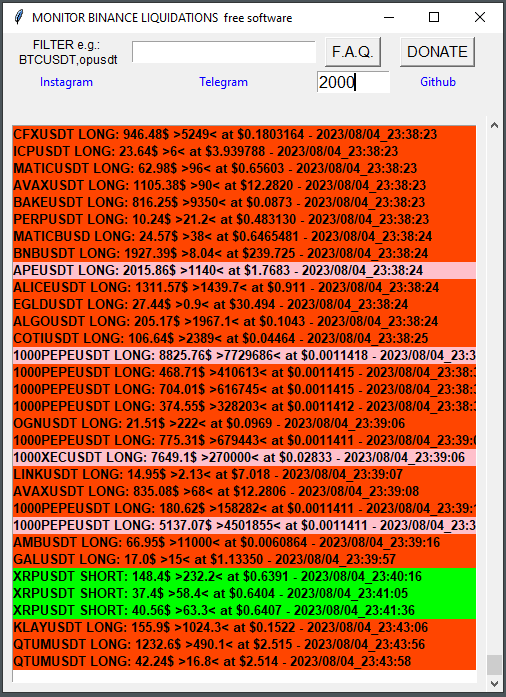 MONITOR BINANCE LIQUIDATIONS free software
FILTER e.g.:
BTCUSDT,opusdt
F.A.Q.
DONATE
Instagram
Telegram
2000
Github
CFXUSDT LONG: 946.48$ >5249< at $0.1803164 - 2023/08/04_23:38:23
ICPUSDT LONG: 23.64$ >6< at $3.939788 - 2023/08/04_23:38:23
MATICUSDT LONG: 62.98$ >96< at $0.65603 - 2023/08/04_23:38:23
AVAXUSDT LONG: 1105.38$ >90< at $12.2820 - 2023/08/04_23:38:23
BAKEUSDT LONG: 816.25$ >9350< at $0.0873 - 2023/08/04_23:38:23
PERPUSDT LONG: 10.24$ >21.2< at $0.483130 - 2023/08/04_23:38:23
MATICBUSD LONG: 24.57$ >38< at $0.6465481 - 2023/08/04_23:38:24
BNBUSDT LONG: 1927.39$ >8.04< at $239.725 - 2023/08/04_23:38:24
APEUSDT LONG: 2015.86$ >1140< at $1.7683 - 2023/08/04_23:38:24
ALICEUSDT LONG: 1311.57$ >1439.7< at $0.911 - 2023/08/04_23:38:24
EGLDUSDT LONG: 27.44$ >0.9< at $30.494 - 2023/08/04_23:38:24
ALGOUSDT LONG: 205.17$ >1967.1< at $0.1043 - 2023/08/04_23:38:24
COTIUSDT LONG: 106.64$ >2389< at $0.04464 - 2023/08/04_23:38:25
1000PEPEUSDT LONG: 8825.76$ >7729686< at $0.0011418 - 2023/08/04_23:3
1000PEPEUSDT LONG: 468.71$ >410613< at $0.0011415 - 2023/08/04_23:38:
1000PEPEUSDT LONG: 704.01$ >616745< at $0.0011415 - 2023/08/04_23:38:
1000PEPEUSDT LONG: 374.55$ >328203< at $0.0011412 - 2023/08/04_23:38:
OGNUSDT LONG: 21.51$ >222< at $0.0969 - 2023/08/04_23:39:06
1000PEPEUSDT LONG: 775.31$ >679443< at $0.0011411 - 2023/08/04_23:39:0
1000XECUSDT LONG: 7649.1$ >270000< at $0.02833 - 2023/08/04_23:39:06
LINKUSDT LONG: 14.95$ >2.13< at $7.018 - 2023/08/04_23:39:07
AVAXUSDT LONG: 835.08$ >68< at $12.2806 - 2023/08/04_23:39:08
1000PEPEUSDT LONG: 180.62$ >158282< at $0.0011411 - 2023/08/04_23:39:
1000PEPEUSDT LONG: 5137.07$ >4501855< at $0.0011411 - 2023/08/04_23:3
AMBUSDT LONG: 66.95$ >11000< at $0.0060864 - 2023/08/04_23:39:16
GALUSDT LONG: 17.0$ >15< at $1.13350 - 2023/08/04_23:39:57
XRPUSDT SHORT: 148.4$ >232.2< at $0.6391 - 2023/08/04_23:40:16
XRPUSDT SHORT: 37.4$ >58.4< at $0.6404 - 2023/08/04_23:41:05
XRPUSDT SHORT: 40.56$ >63.3< at $0.6407 - 2023/08/04_23:41:36
KLAYUSDT LONG: 155.9$ >1024.3< at $0.1522 - 2023/08/04_23:43:06
QTUMUSDT LONG: 1232.6$ >490.1< at $2.515 - 2023/08/04_23:43:56
QTUMUSDT LONG: 42.24$ >16.8< at $2.514 - 2023/08/04_23:43:58